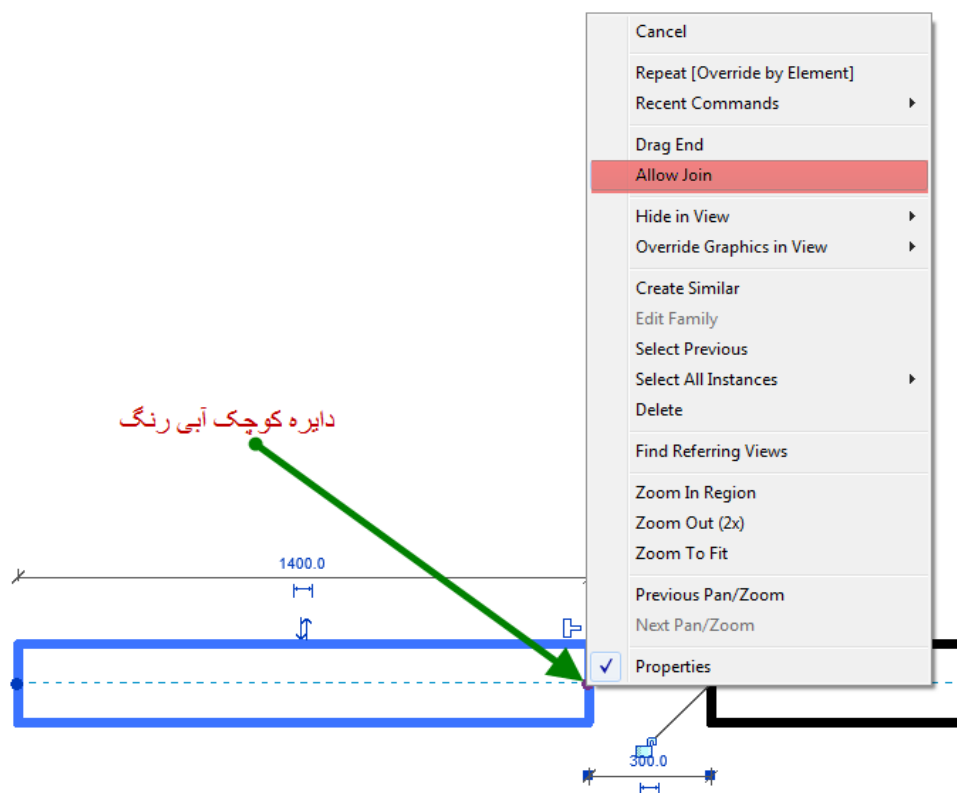 Cancel
Repeat [Override by Element]
Recent Commands
Drag End
Allow Join
Hide in View
Override Graphics in View
Create Similar
Edit Family
Select Previous
Select All Instances
Delete
Find Referring Views
Zoom In Region
Zoom Out (2x)
Zoom To Fit
Previous Pan/Zoom
Next Pan/Zoom
Properties
دایره کوچک آبی رنگ
1400.0
300.0